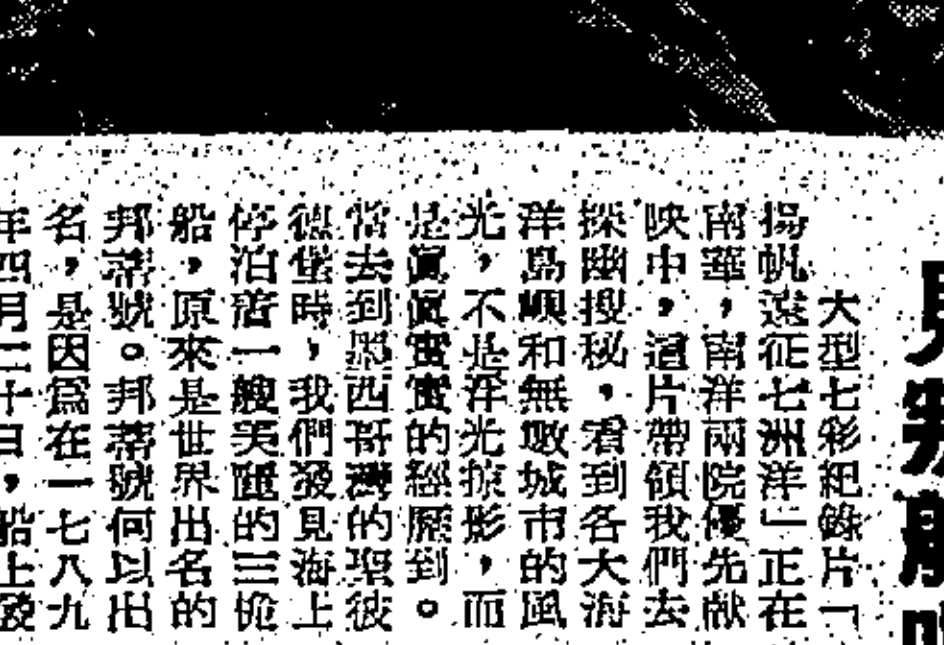 大型七彩紀錄片「
揚帆遠征七洲洋」正在
南華，南洋兩院優先献
映中，這片帶領我們去
探幽搜秘，看到各大海
洋島嶼和無數城市的風
光，不是浮光掠影，而
是眞眞實實的經歷到。
當去到墨西哥灣的聖彼
德堡時，我們發見海上
停泊着一艘美麗的三桅
船，原來是世界出名的
邦蒂號。邦蒂號何以出
名，是因爲在一七八九
年四月二十日，船上發